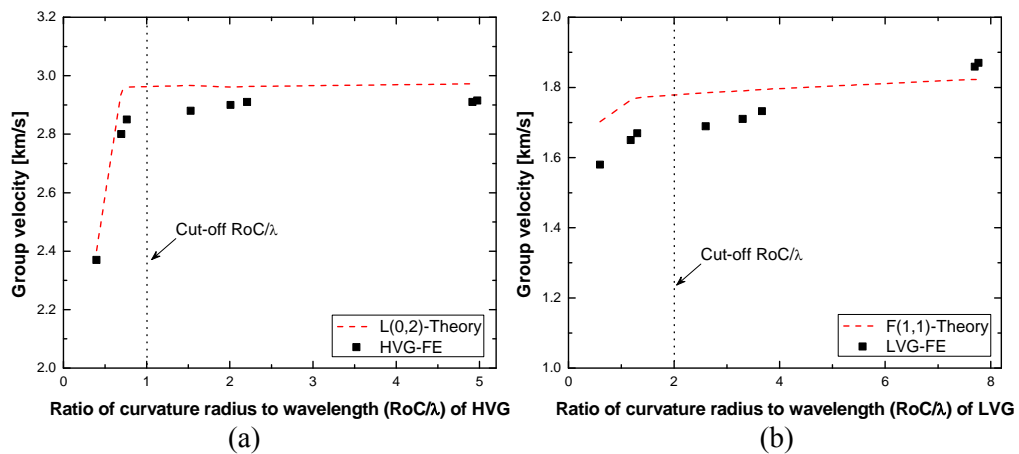 3.2
3.0
2.8
2.6
2.4
2.2
2.0
Group velocity [km/s]
Cut-off RoC/λ
L(0,2)-Theory
HVG-FE
0 1 2 3 4 5
Ratio of curvature radius to wavelength (RoC/λ) of HVG
(a)
2.0
1.8
1.6
1.4
1.2
1.0
Group velocity [km/s]
Cut-off RoC/λ
F(1,1)-Theory
LVG-FE
0 2 4 6 8
Ratio of curvature radius to wavelength (RoC/λ) of LVG
(b)